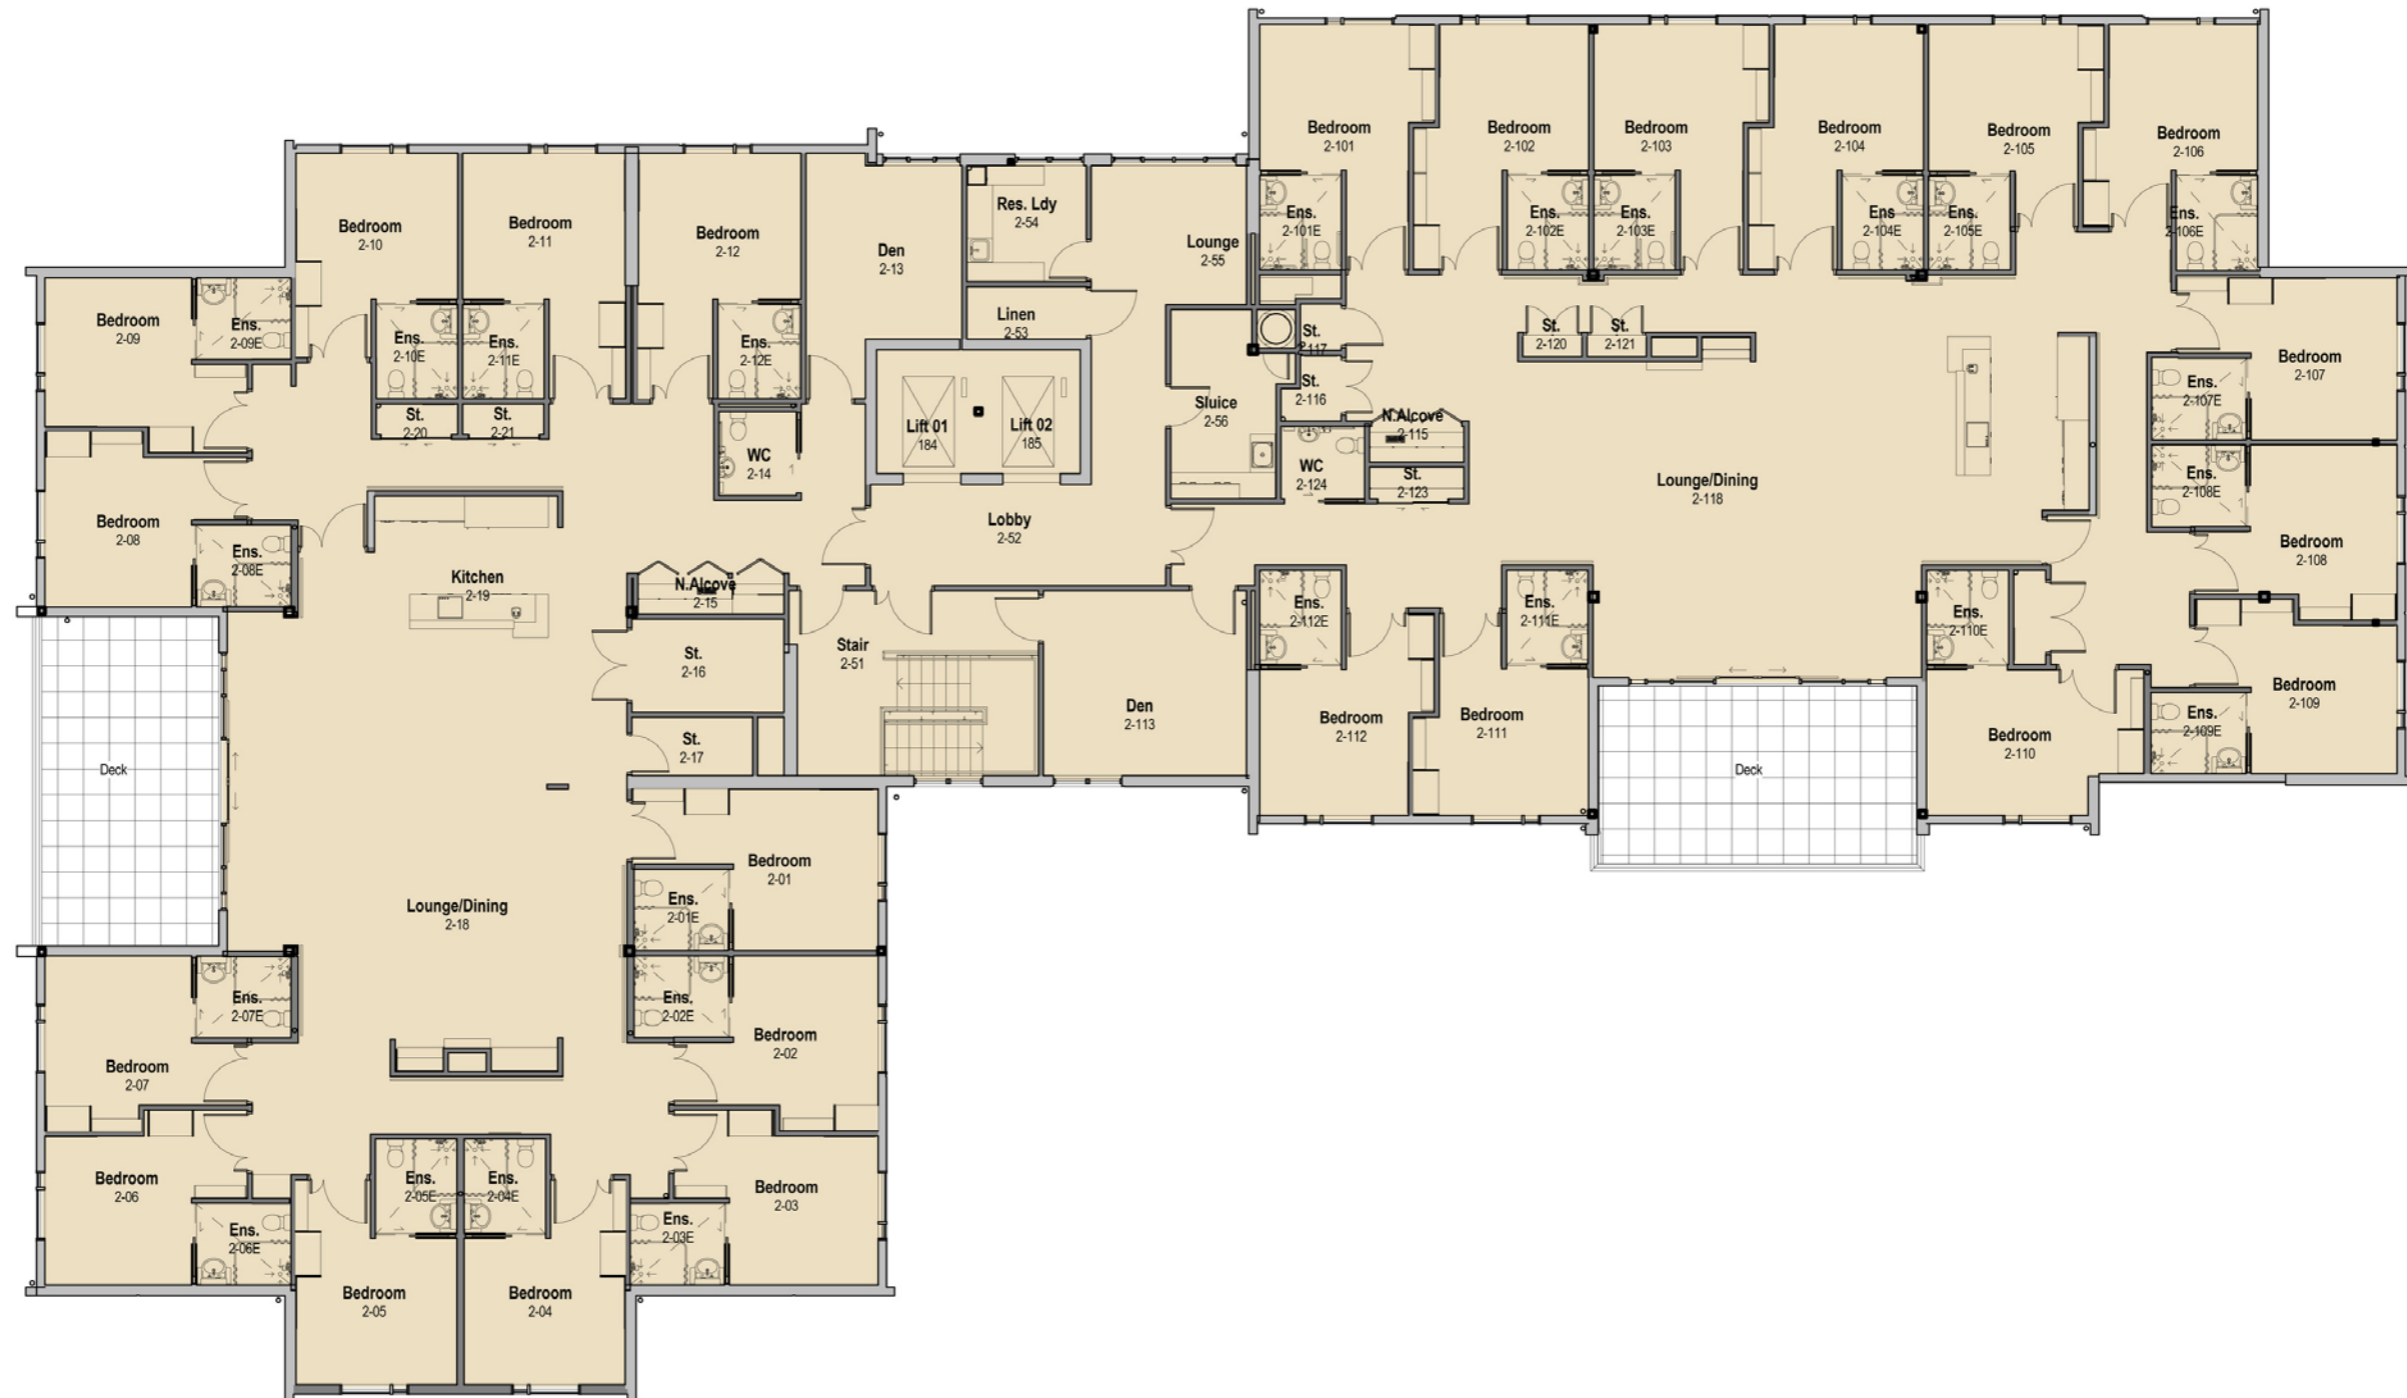 Bedroom
2-101
Bedroom
2-102
Bedroom
2-103
Bedroom
2-104
Bedroom
2-105
Bedroom
2-106
Ens.
2-101E
Ens.
2-102E
Ens.
2-103E
Ens
2-104E
Ens.
2-105E
Ens.
2-106E
Bedroom
2-10
Bedroom
2-11
Bedroom
2-12
Den
2-13
Res. Ldy
2-54
Lounge
2-55
Linen
2-53
Bedroom
2-09
Ens.
2-09E
Ens.
2-10E
Ens.
2-11E
Ens.
2-12E
St.
2-117
St.
2-120
St.
2-121
Bedroom
2-107
Ens.
2-107E
St.
2-20
St.
2-21
WC
2-14
Lift 01
184
Lift 02
185
Sluice
2-56
St.
2-116
N.Alcove
2-115
WC
2-124
St.
2-123
Lounge/Dining
2-118
Ens.
2-108E
Bedroom
2-108
Bedroom
2-08
Ens.
2-08E
Kitchen
2-19
N.Alcove
2-15
Lobby
2-52
Ens.
2-112E
Ens.
2-111E
Ens.
2-110E
St.
2-16
Stair
2-51
Den
2-113
Bedroom
2-112
Bedroom
2-111
Bedroom
2-110
Ens.
2-109E
Bedroom
2-109
St.
2-17
Deck
Deck
Bedroom
2-01
Ens.
2-01E
Lounge/Dining
2-18
Ens.
2-07E
Ens.
2-02E
Bedroom
2-02
Bedroom
2-07
Bedroom
2-06
Ens.
2-06E
Ens.
2-05E
Ens.
2-04E
Ens.
2-03E
Bedroom
2-03
Bedroom
2-05
Bedroom
2-04